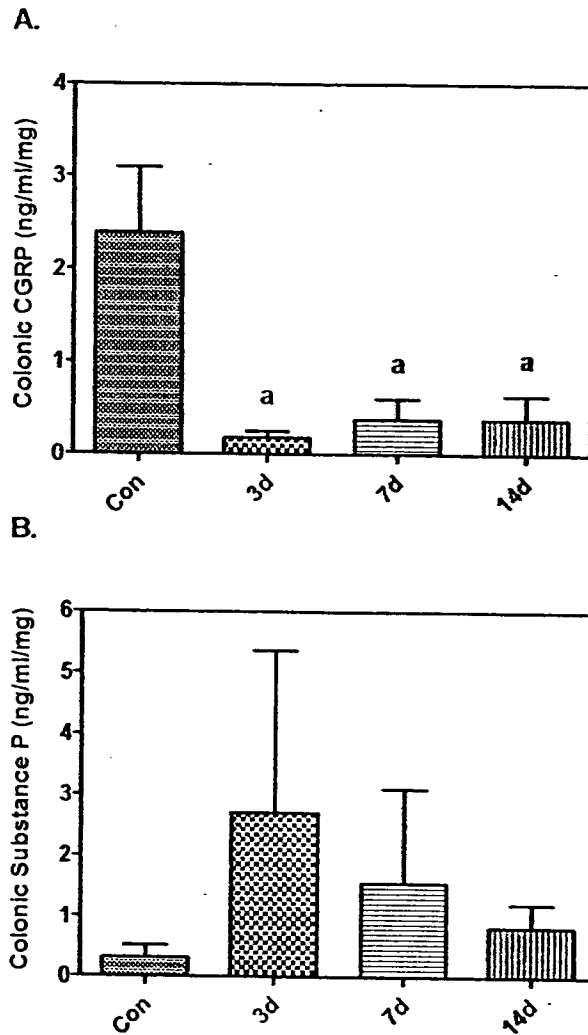 A.
Colonic CGRP (ng/ml/mg)
4
3
2
1
0
a
a
a
Con
3d
7d
14d
B.
Colonic Substance P (ng/ml/mg)
6
5
4
3
2
1
0
Con
3d
7d
14d